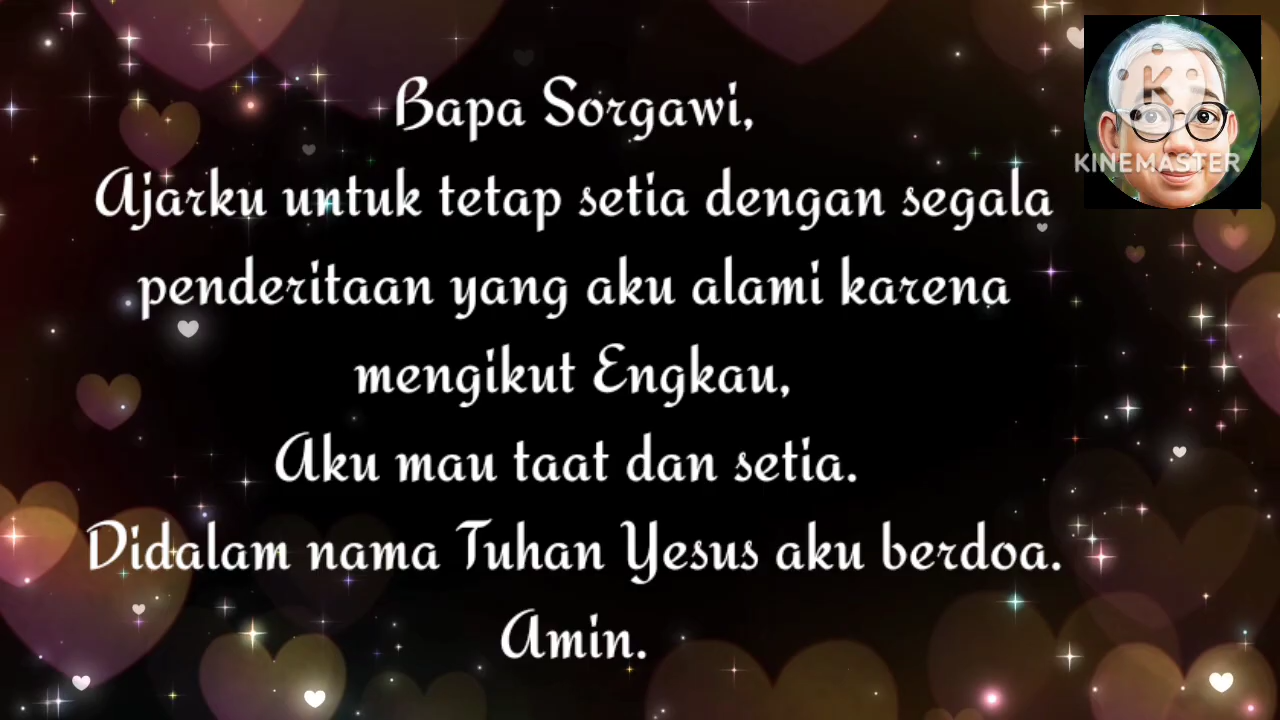 Bapa Sorgawi,
Ajarku untuk tetap setia dengan segala
penderitaan yang aku alami karena
mengikut Engkau,
Aku mau taat dan setia.
Didalam nama Tuhan Yesus aku berdoa.
Amin.
K
KINEMASTER